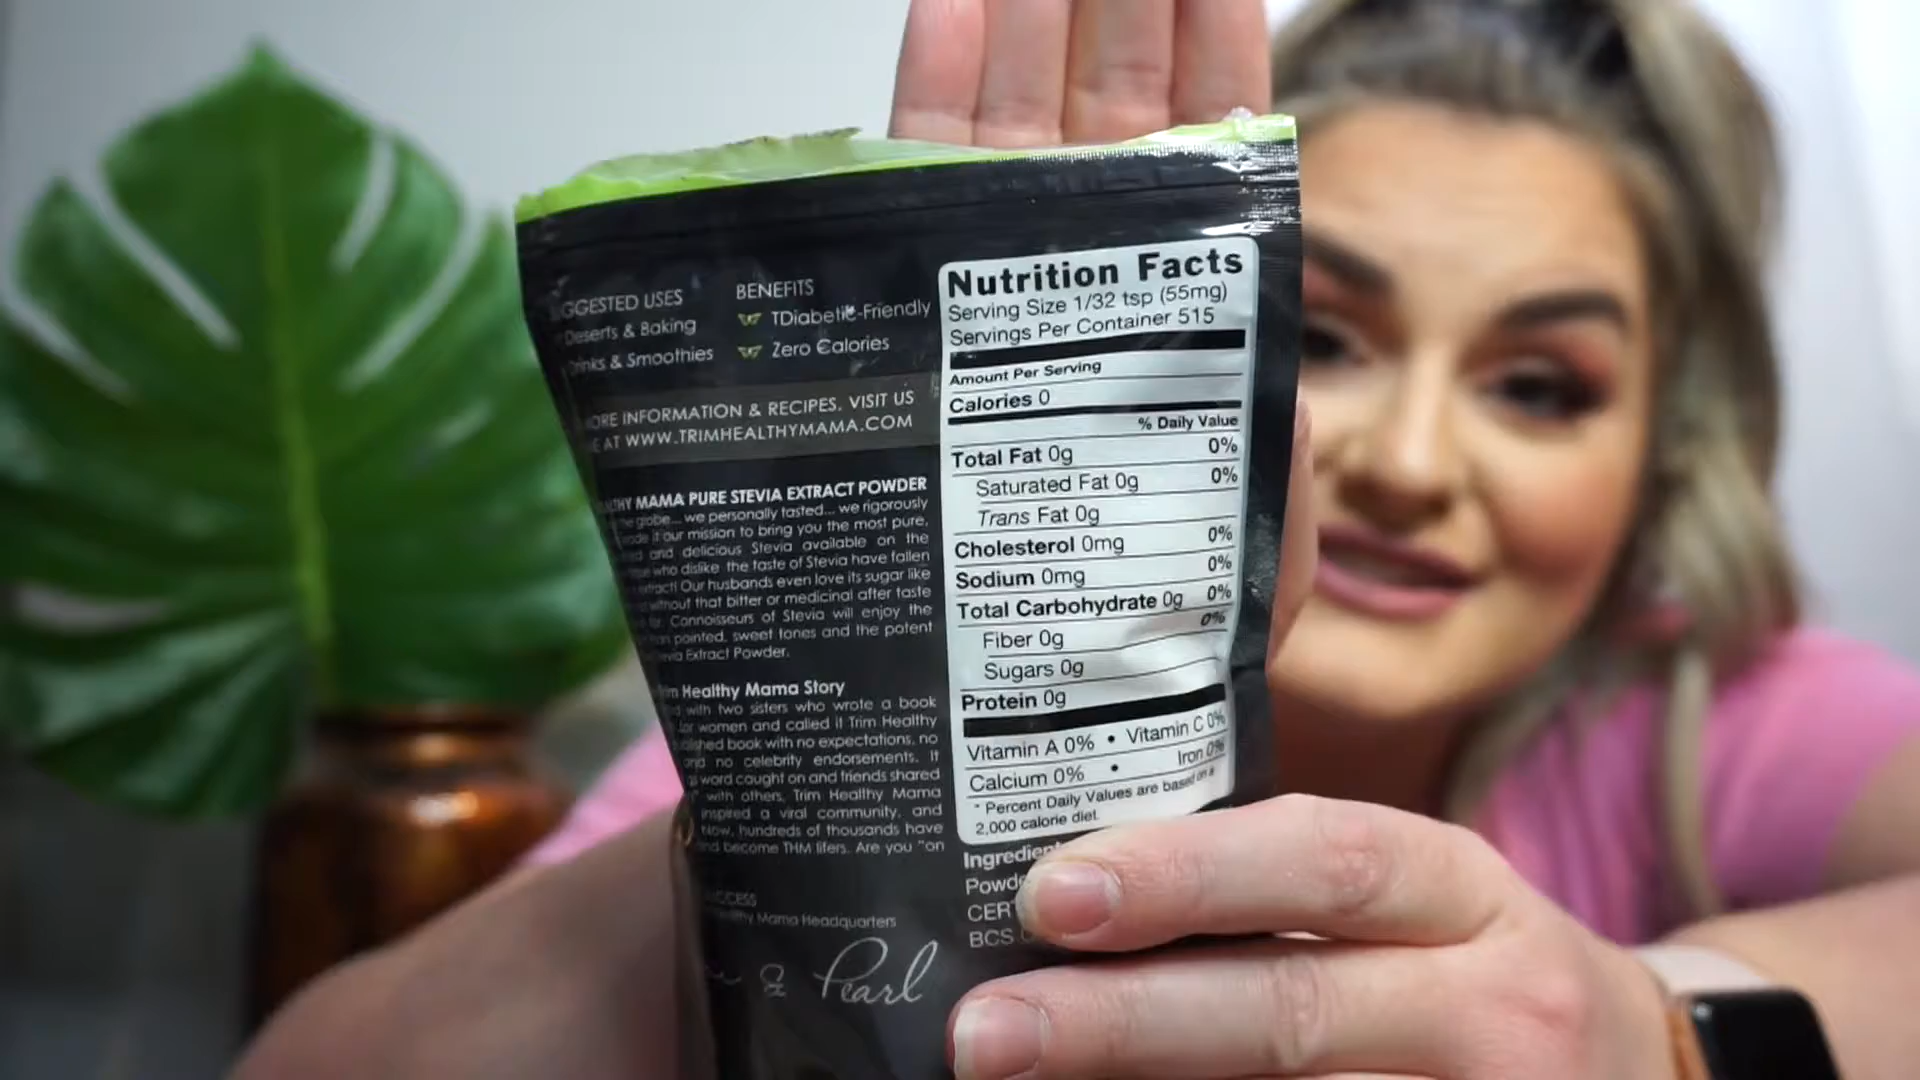 GGESTED USES
Deserts & Baking
Drinks & Smoothies
BENEFITS
TDiabetic-Friendly
Zero Calories
ORE INFORMATION & RECIPES, VISIT US
E AT WWW.TRIMHEALTHYMAMA.COM
LTHY MAMA PURE STEVIA EXTRACT POWDER
globe... we personally tasted... we rigorously
it our mission to bring you the most pure,
and delicious Stevia available on the
who dislike the taste of Stevia have fallen
Our husbands even love its sugar like
without that bitter or medicinal after taste
Connoisseurs of Stevia will enjoy the
pointed, sweet tones and the potent
Extract Powder.
m Healthy Mama Story
with two sisters who wrote a book
for women and called it Trim Healthy
book with no expectations, no
and no celebrity endorsements. It
word caught on and friends shared
with others, Trim Healthy Mama
inspired a viral community, and
Now, hundreds of thousands have
become THM lifers. Are you "on
Mama Headquarters
& Pearl
Nutrition Facts
Serving Size 1/32 tsp (55mg)
Servings Per Container 515
Amount Per Serving
Calories 0
% Daily Value
Total Fat 0g 0%
Saturated Fat 0g 0%
Trans Fat 0g
Cholesterol 0mg 0%
Sodium 0mg 0%
Total Carbohydrate 0g 0%
Fiber 0g 0%
Sugars 0g
Protein 0g
Vitamin A 0% • Vitamin C 0%
Calcium 0% • Iron 0%
* Percent Daily Values are based on a
2,000 calorie diet.
Ingredien
Powd
CER
BCS